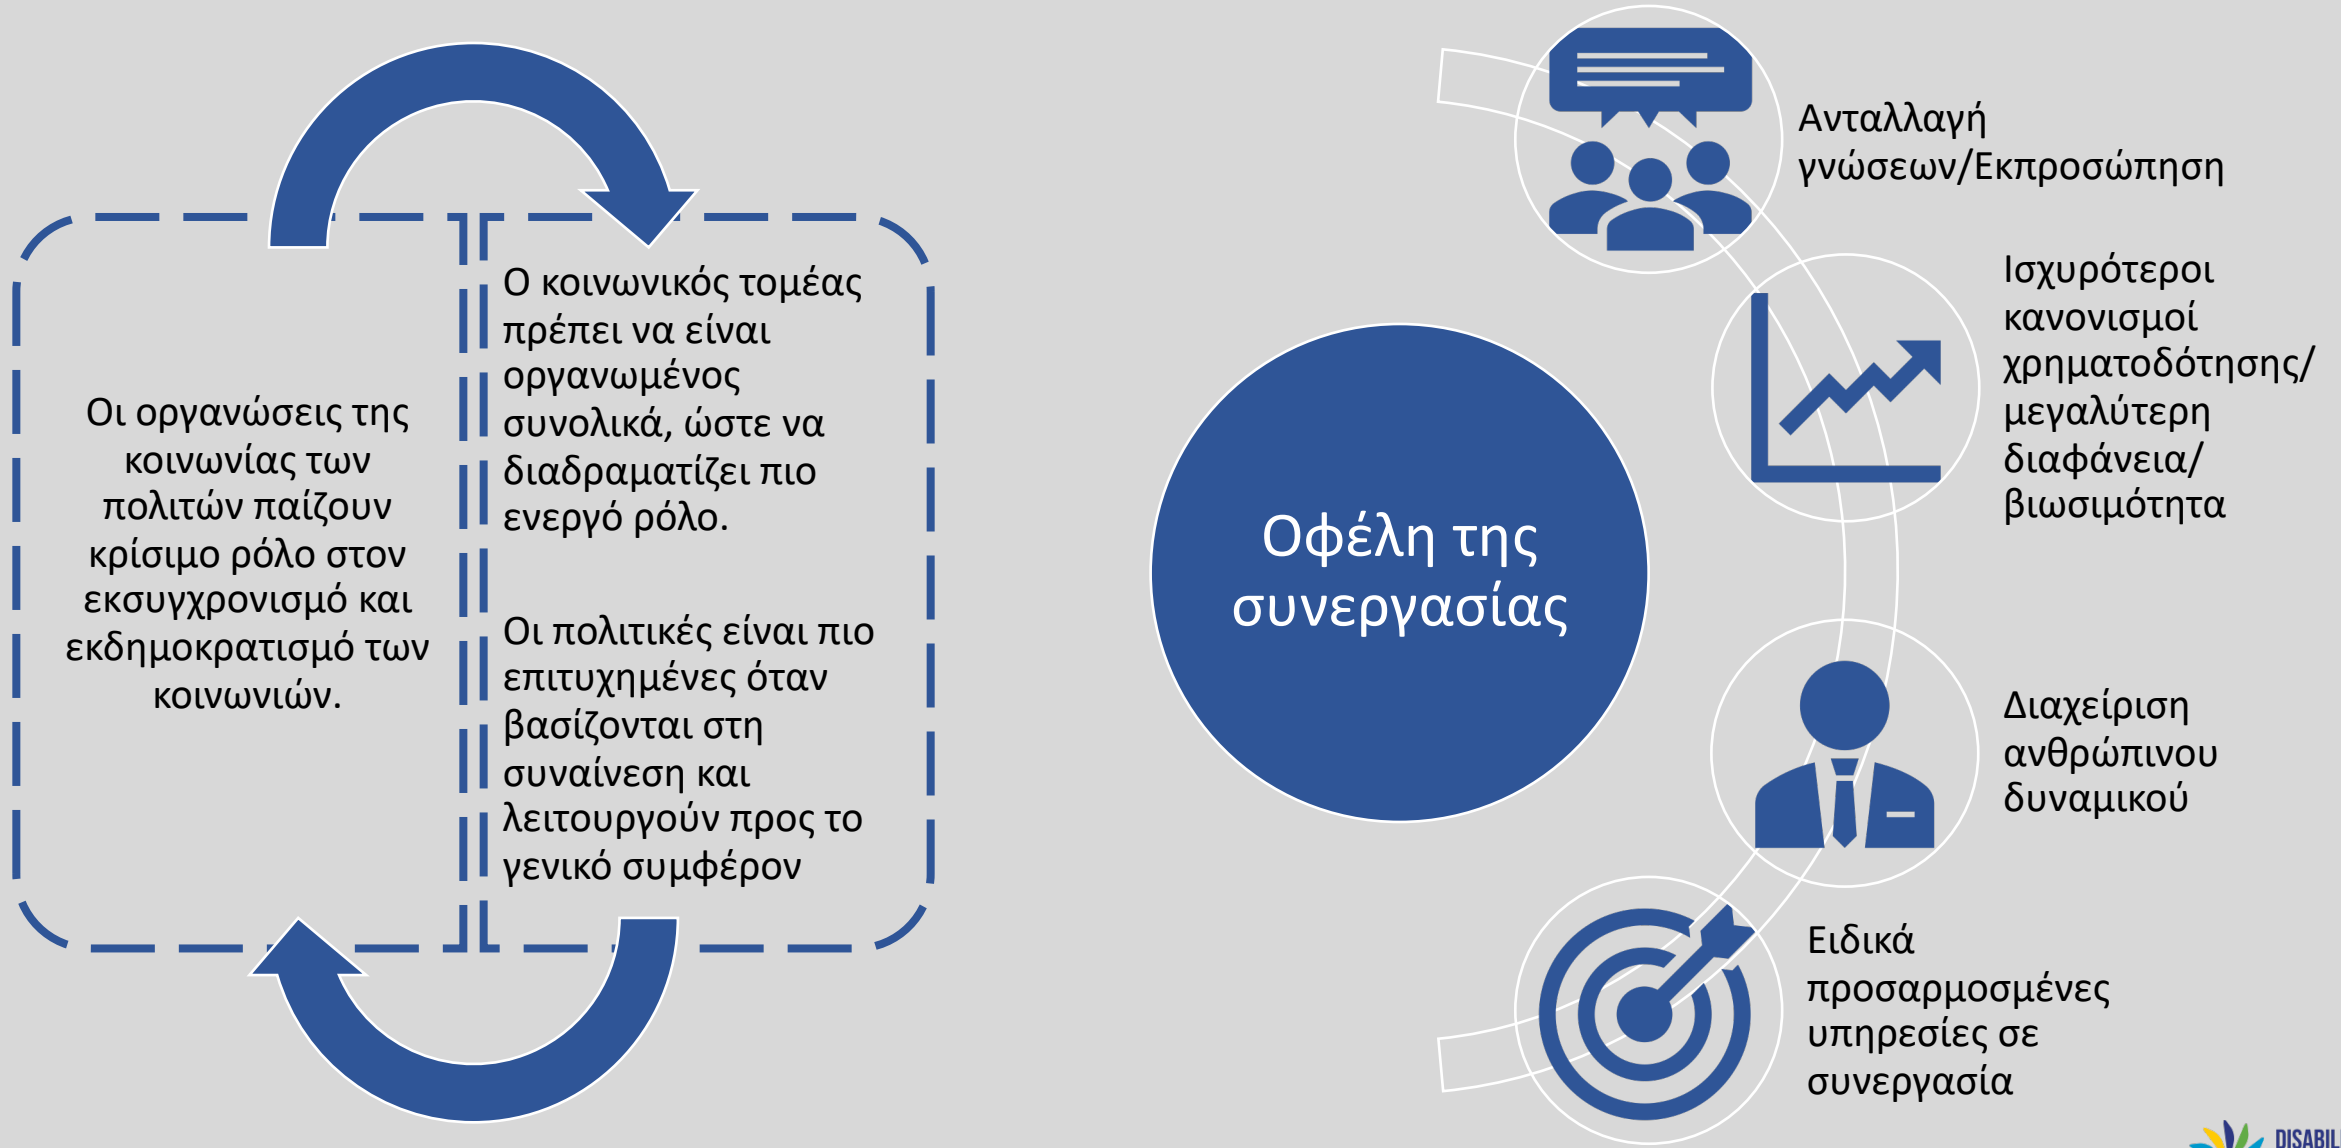 Οι οργανώσεις της
κοινωνίας των
πολιτών παίζουν
κρίσιμο ρόλο στον
εκσυγχρονισμό και
εκδημοκρατισμό των
κοινωνιών.
Ο κοινωνικός τομέας
πρέπει να είναι
οργανωμένος
συνολικά, ώστε να
διαδραματίζει πιο
ενεργό ρόλο.
Οι πολιτικές είναι πιο
επιτυχημένες όταν
βασίζονται στη
συναίνεση και
λειτουργούν προς το
γενικό συμφέρον
Οφέλη της
συνεργασίας
Ανταλλαγή
γνώσεων/Εκπροσώπηση
Ισχυρότεροι
κανονισμοί
χρηματοδότησης/
μεγαλύτερη
διαφάνεια/
βιωσιμότητα
Διαχείριση
ανθρώπινου
δυναμικού
Ειδικά
προσαρμοσμένες
υπηρεσίες σε
συνεργασία
DISABIL